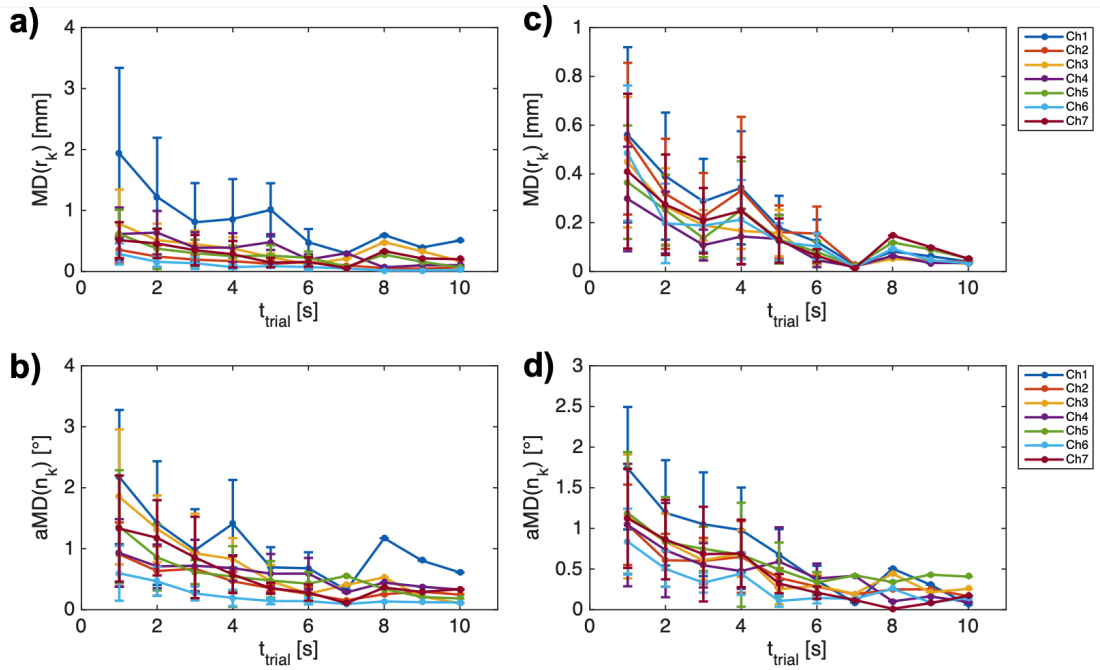 a)
4
3
2
1
0
MD(r_k) [mm]
0 2 4 6 8 10
t_trial [s]
c)
1
0.8
0.6
0.4
0.2
0
MD(r_k) [mm]
0 2 4 6 8 10
t_trial [s]
Ch1
Ch2
Ch3
Ch4
Ch5
Ch6
Ch7
b)
4
3
2
1
0
aMD(n_k) [°]
0 2 4 6 8 10
t_trial [s]
d)
3
2.5
2
1.5
1
0.5
0
aMD(n_k) [°]
0 2 4 6 8 10
t_trial [s]
Ch1
Ch2
Ch3
Ch4
Ch5
Ch6
Ch7